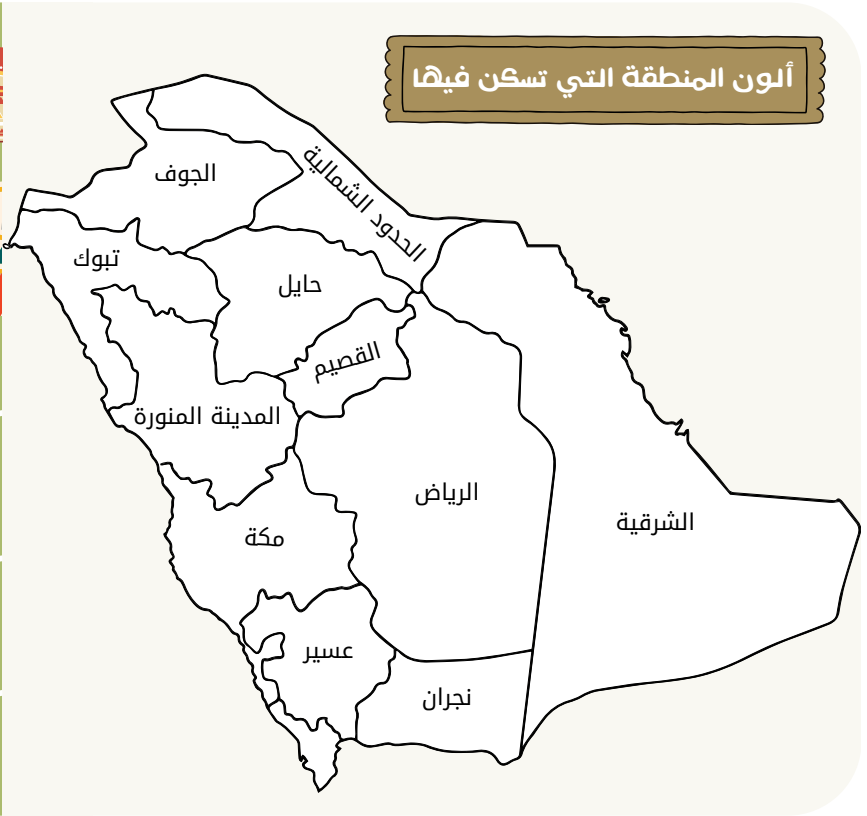 ألون المنطقة التي تسكن فيها
الجوف
الحدود الشمالية
تبوك
حايل
القصيم
المدينة المنورة
الرياض
الشرقية
مكة
عسير
نجران